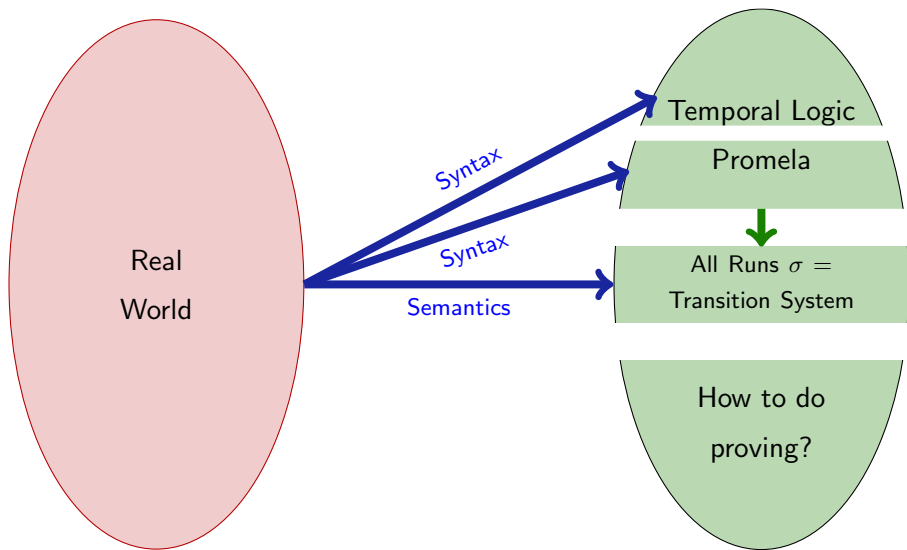 Temporal Logic
Promela
Syntax
Syntax
Semantics
Real
World
All Runs σ =
Transition System
How to do
proving?